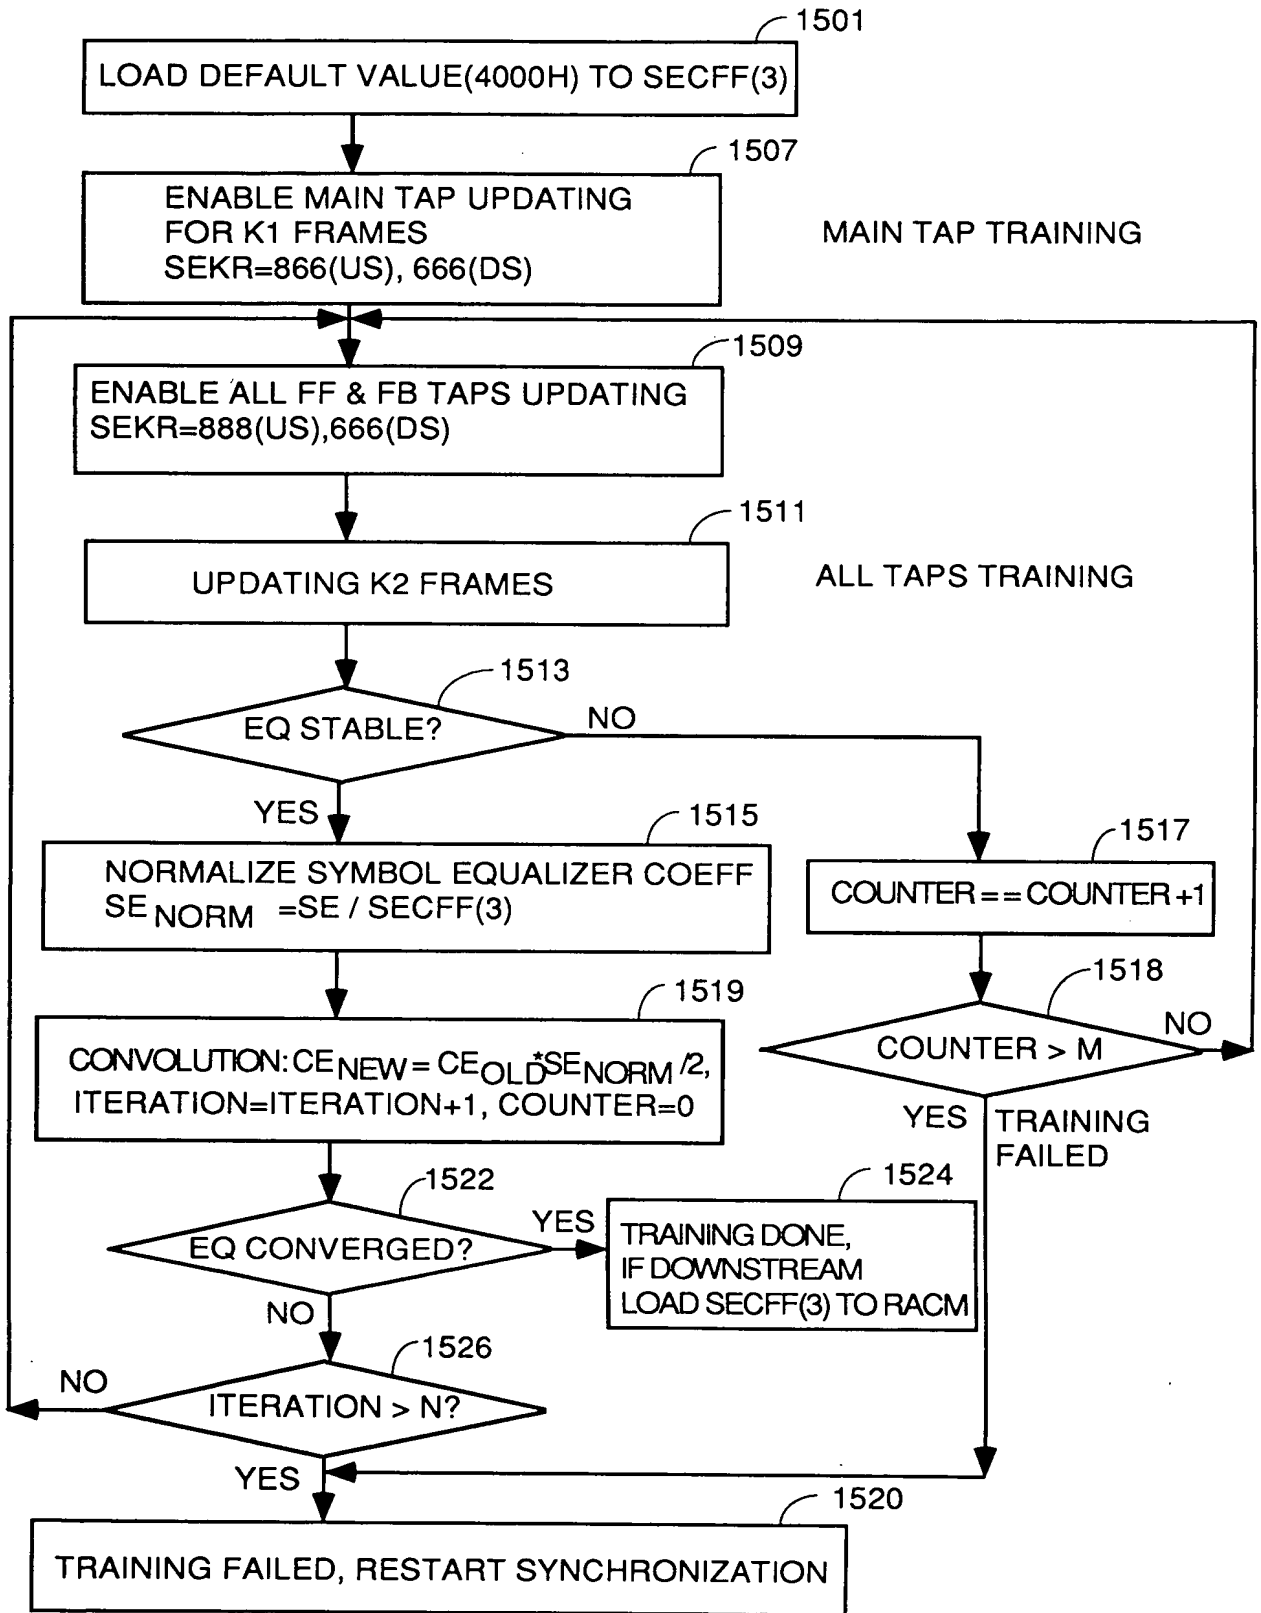 1501
LOAD DEFAULT VALUE(4000H) TO SECFF(3)
1507
ENABLE MAIN TAP UPDATING
FOR K1 FRAMES
SEKR=866(US), 666(DS)
MAIN TAP TRAINING
1509
ENABLE ALL FF & FB TAPS UPDATING
SEKR=888(US),666(DS)
1511
UPDATING K2 FRAMES
ALL TAPS TRAINING
1513
EQ STABLE?
NO
YES
1515
NORMALIZE SYMBOL EQUALIZER COEFF
SE NORM =SE / SECFF(3)
1517
COUNTER==COUNTER+1
1518
COUNTER > M
NO
YES
TRAINING
FAILED
1519
CONVOLUTION: CE NEW = CE OLD*SE NORM /2,
ITERATION=ITERATION+1, COUNTER=0
1522
EQ CONVERGED?
YES
NO
1524
TRAINING DONE,
IF DOWNSTREAM
LOAD SECFF(3) TO RACM
1526
ITERATION > N?
NO
YES
1520
TRAINING FAILED, RESTART SYNCHRONIZATION